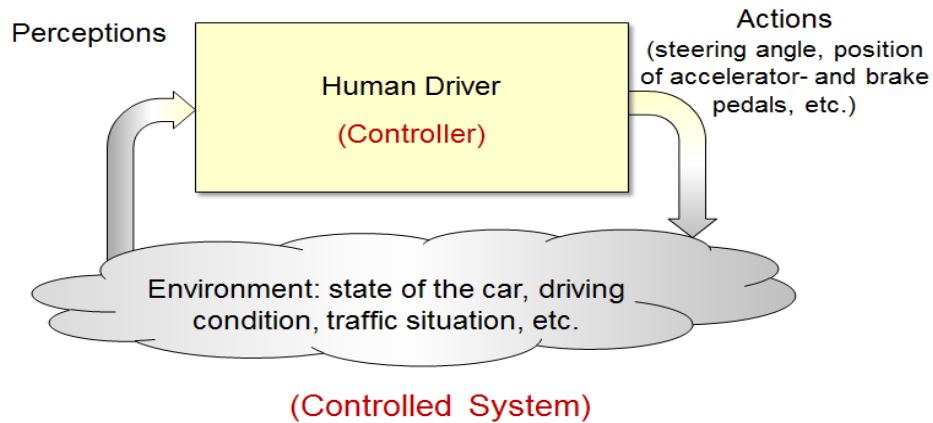 Perceptions
Human Driver
(Controller)
Actions
(steering angle, position
of accelerator- and brake
pedals, etc.)
Environment: state of the car, driving
condition, traffic situation, etc.
(Controlled System)